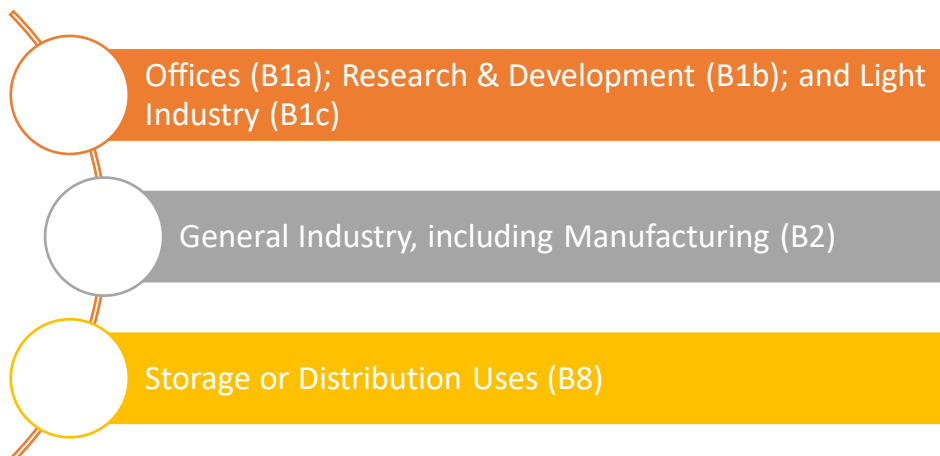 Offices (B1a); Research & Development (B1b); and Light
Industry (B1c)
General Industry, including Manufacturing (B2)
Storage or Distribution Uses (B8)